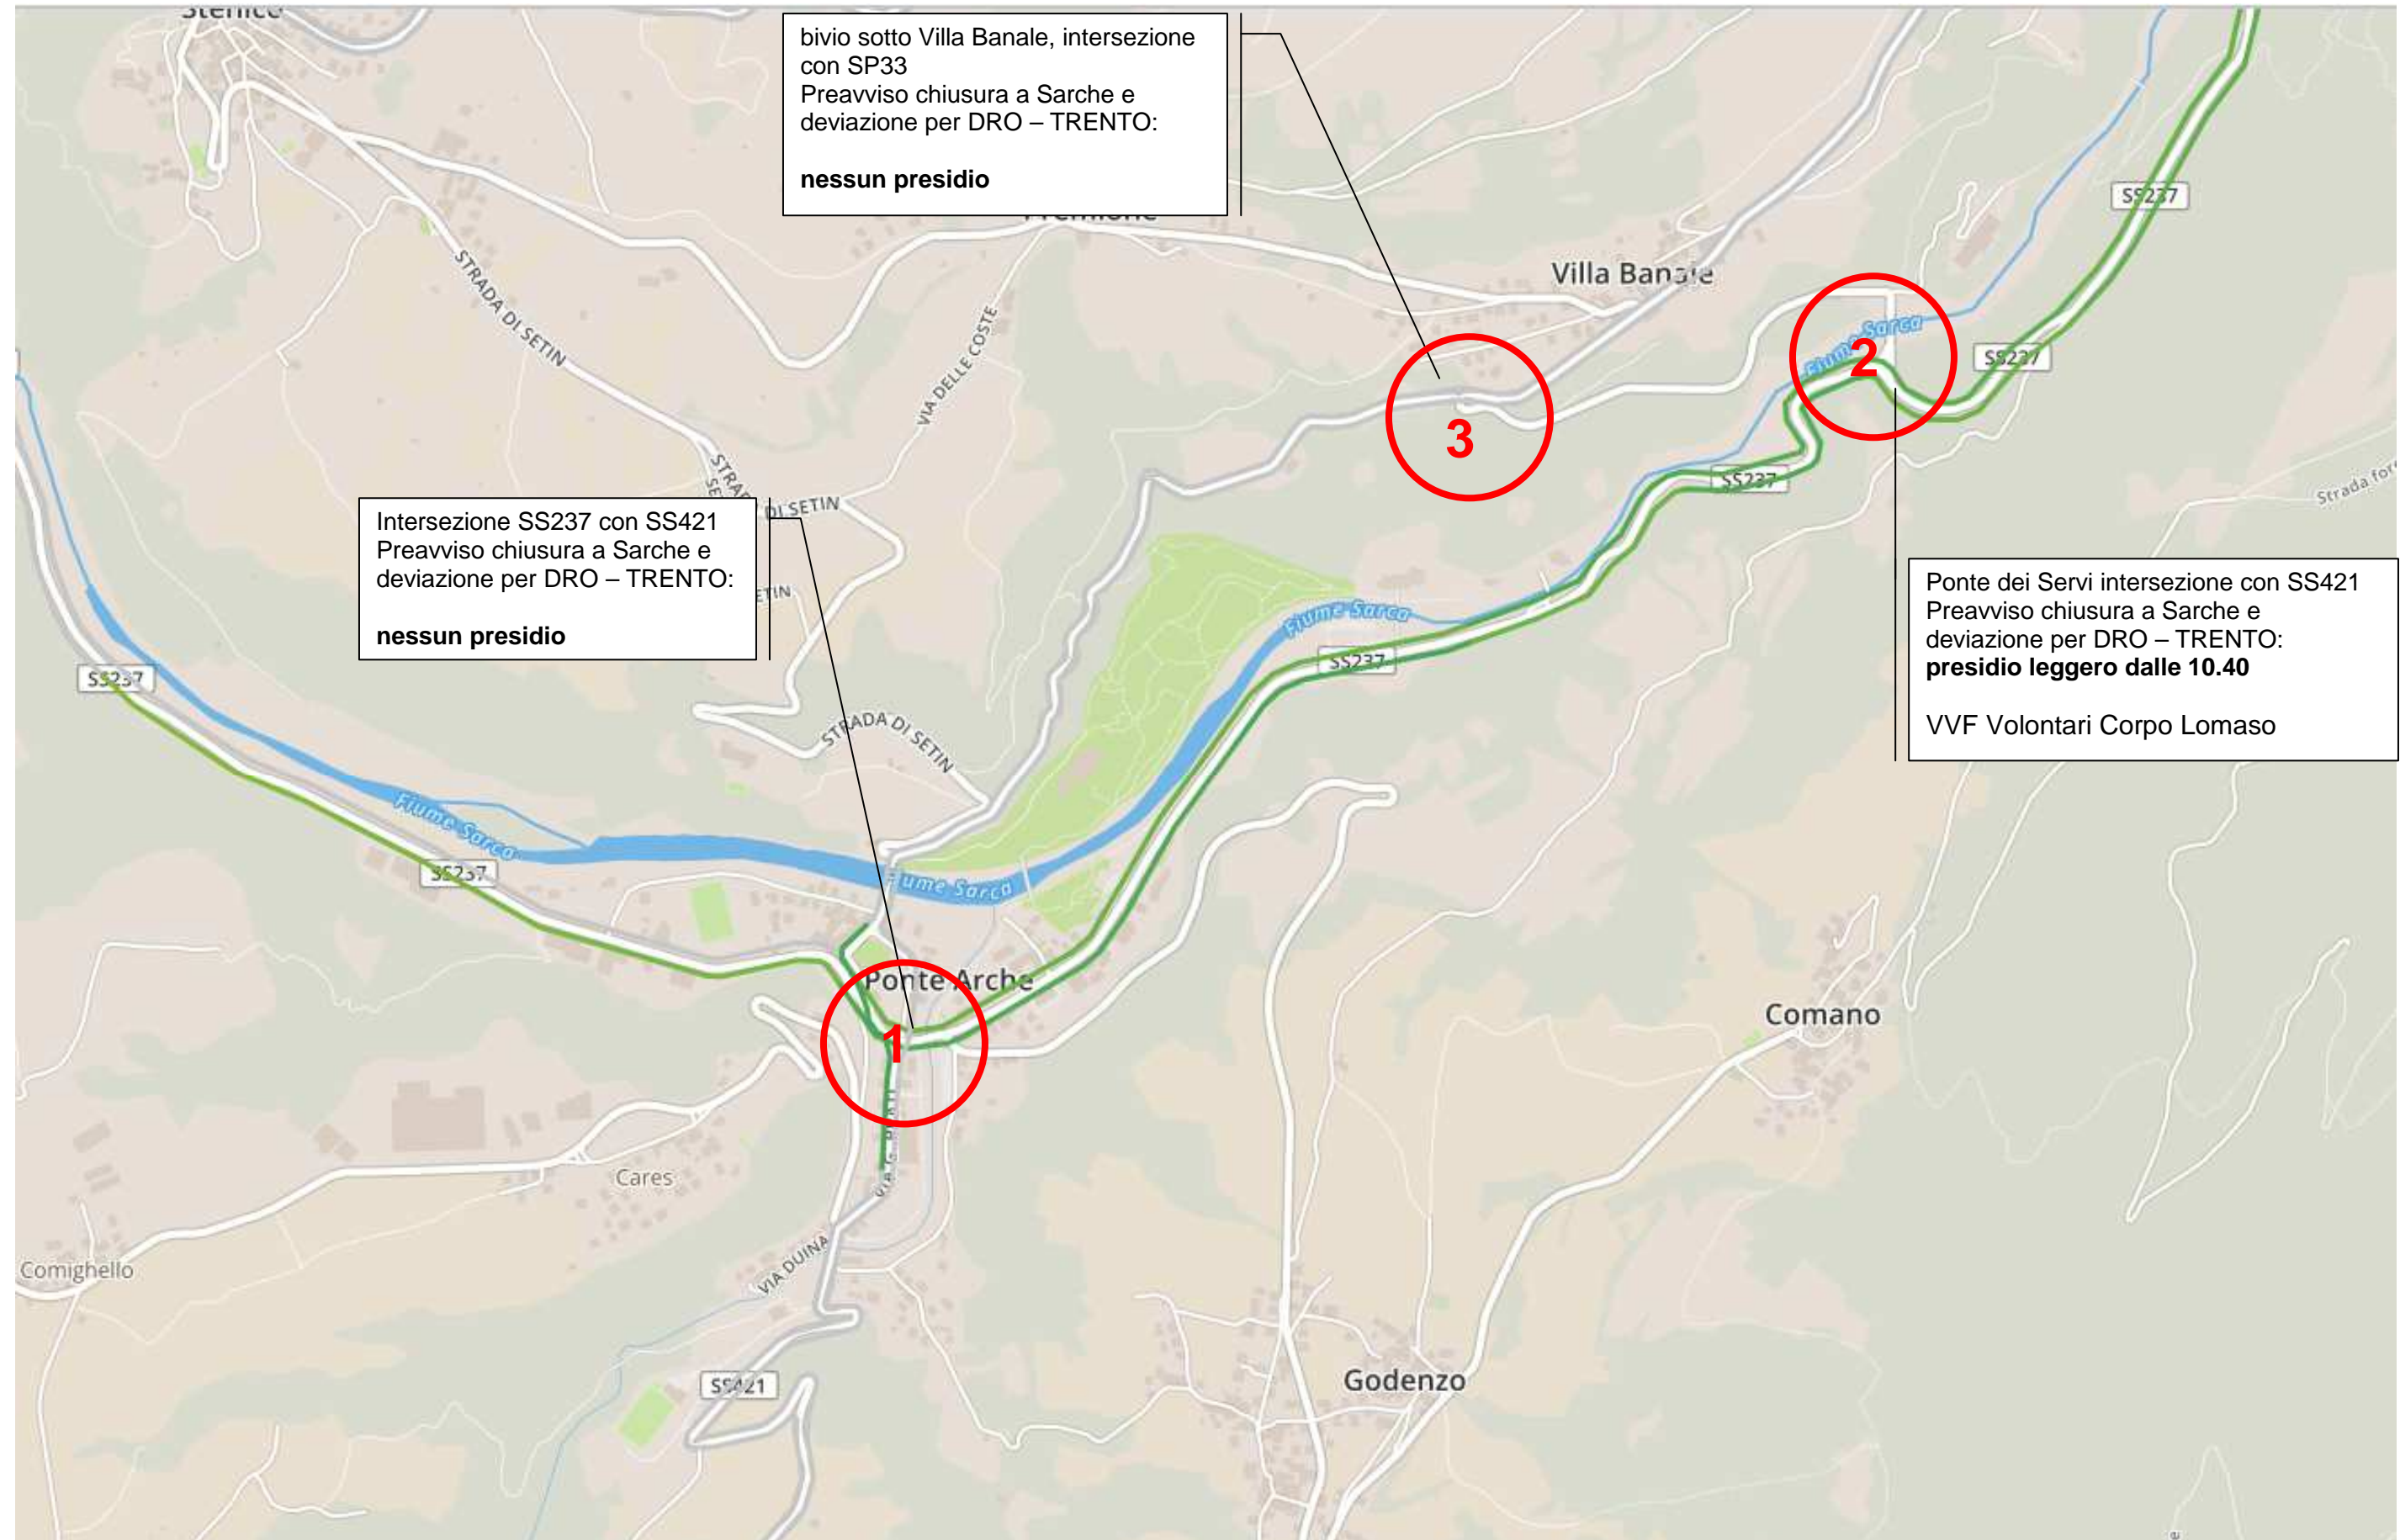 Stenico
bivio sotto Villa Banale, intersezione
con SP33
Preavviso chiusura a Sarche e
deviazione per DRO – TRENTO:
nessun presidio
SS237
STRADA DI SETIN
Villa Banale
Fiume Sarca
2
SS237
VIA DELLE COSTE
3
SS237
Intersezione SS237 con SS421
Preavviso chiusura a Sarche e
deviazione per DRO – TRENTO:
nessun presidio
DI SETIN
ETIN
Strada for
Ponte dei Servi intersezione con SS421
Preavviso chiusura a Sarche e
deviazione per DRO – TRENTO:
presidio leggero dalle 10.40
VVF Volontari Corpo Lomaso
Fiume Sarca
SS237
SS237
STRADA DI SETIN
Fiume Sarca
SS237
ume Sarca
Ponte Arche
1
Comano
Cares
VIA DUINA
Comighello
SS421
Godenzo